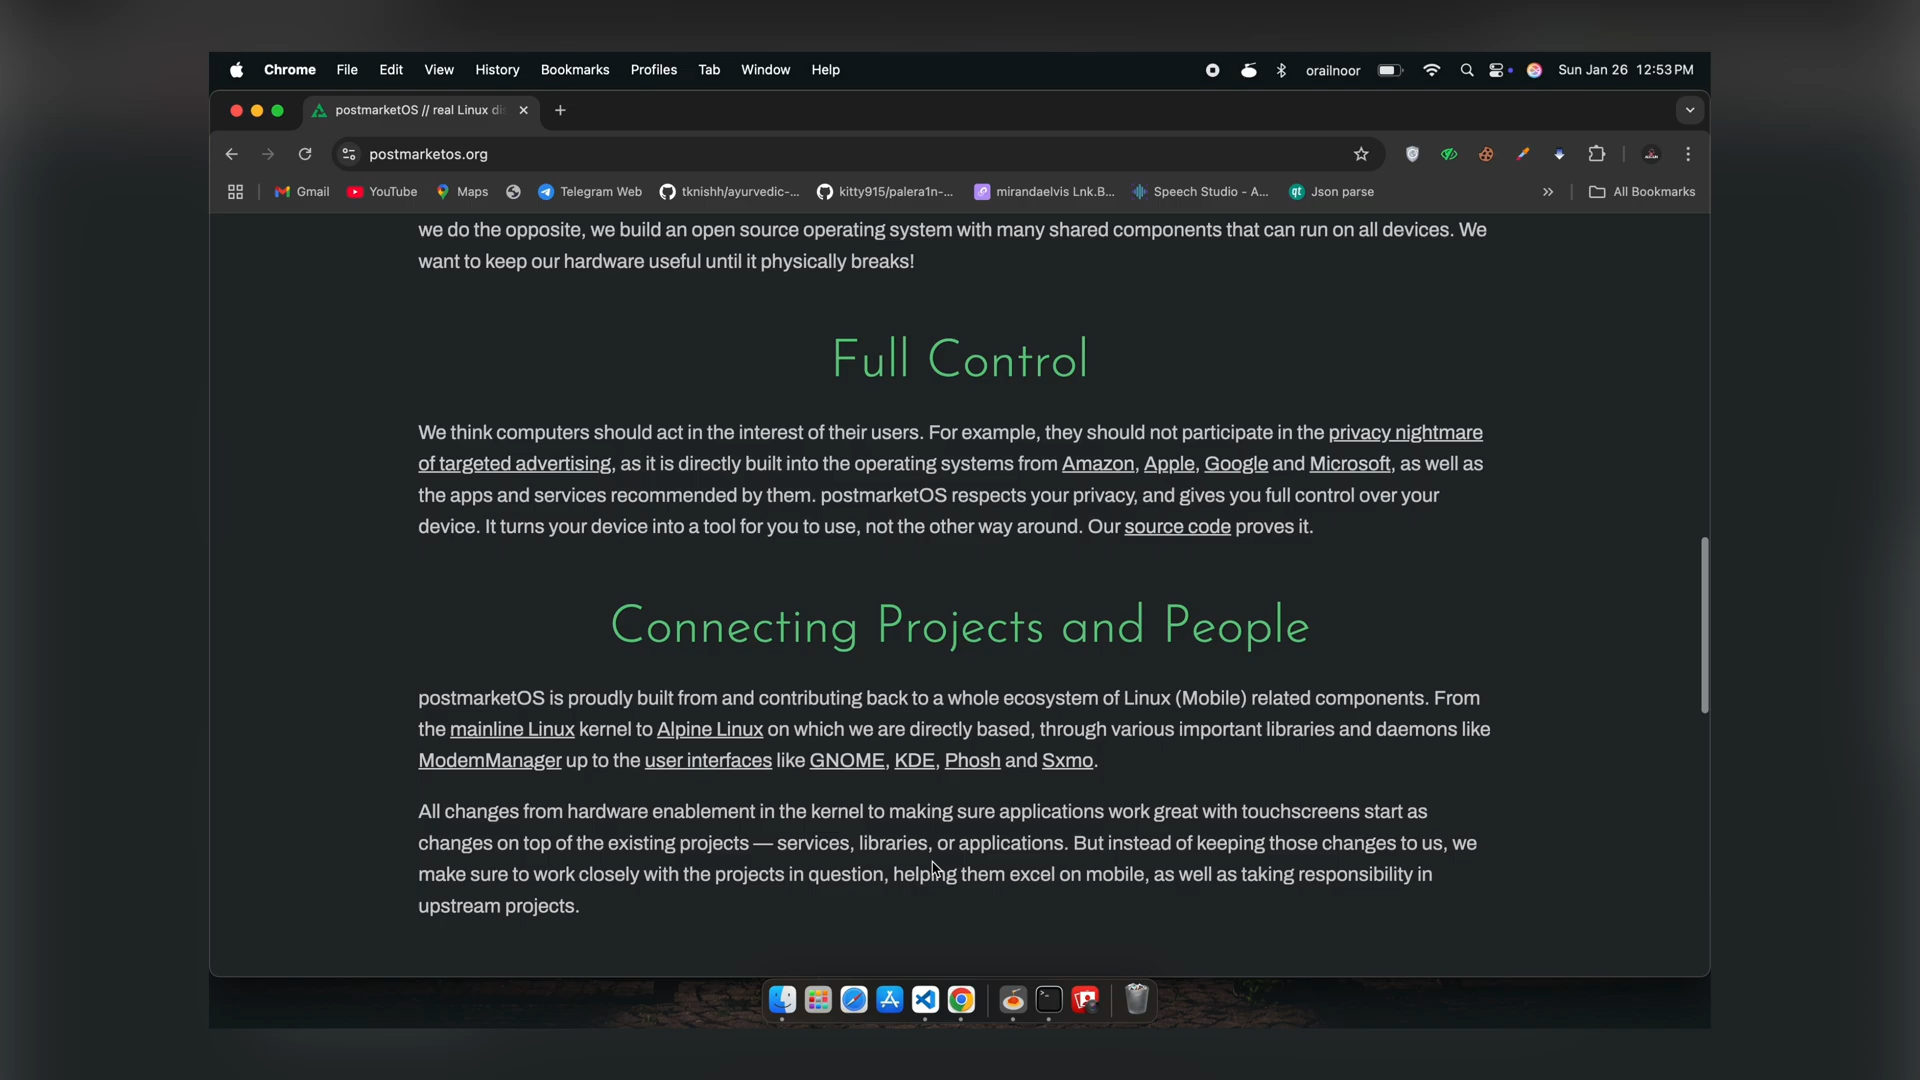 Chrome File Edit View History Bookmarks Profiles Tab Window Help orailnoor Sun Jan 26 12:53 PM
postmarketOS // real Linux di
postmarketos.org
Gmail YouTube Maps Telegram Web tknishh/ayurvedic-... kitty915/palera1n-... mirandaelvis Lnk.B... Speech Studio - A... Json parse » All Bookmarks
we do the opposite, we build an open source operating system with many shared components that can run on all devices. We
want to keep our hardware useful until it physically breaks!
Full Control
We think computers should act in the interest of their users. For example, they should not participate in the privacy nightmare
of targeted advertising, as it is directly built into the operating systems from Amazon, Apple, Google and Microsoft, as well as
the apps and services recommended by them. postmarketOS respects your privacy, and gives you full control over your
device. It turns your device into a tool for you to use, not the other way around. Our source code proves it.
Connecting Projects and People
postmarketOS is proudly built from and contributing back to a whole ecosystem of Linux (Mobile) related components. From
the mainline Linux kernel to Alpine Linux on which we are directly based, through various important libraries and daemons like
ModemManager up to the user interfaces like GNOME, KDE, Phosh and Sxmo.
All changes from hardware enablement in the kernel to making sure applications work great with touchscreens start as
changes on top of the existing projects — services, libraries, or applications. But instead of keeping those changes to us, we
make sure to work closely with the projects in question, helping them excel on mobile, as well as taking responsibility in
upstream projects.